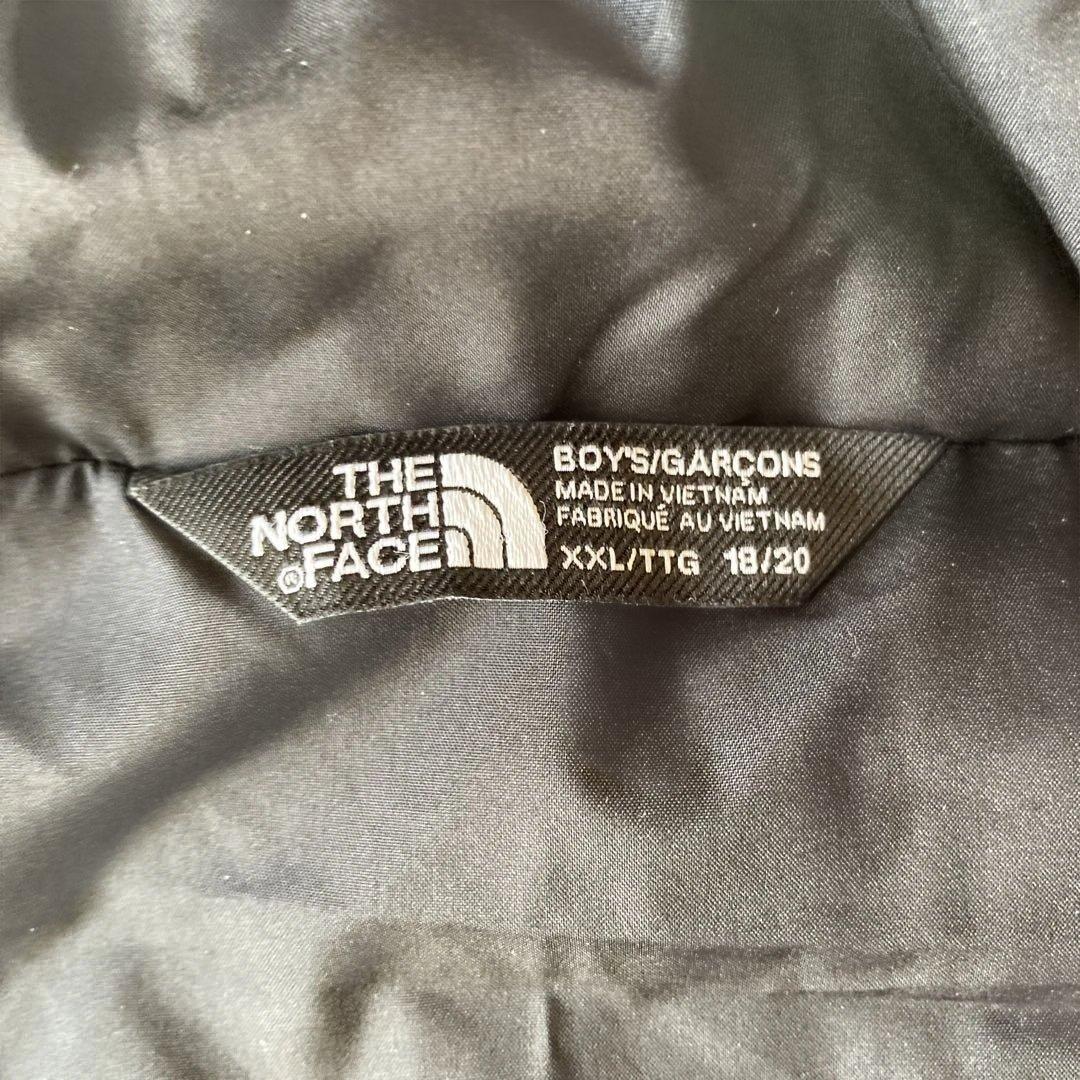 THE
NORTH
FACE®
BOY'S/GARÇONS
MADE IN VIETNAM
FABRIQUÉ AU VIETNAM
XXL/TTG 18/20